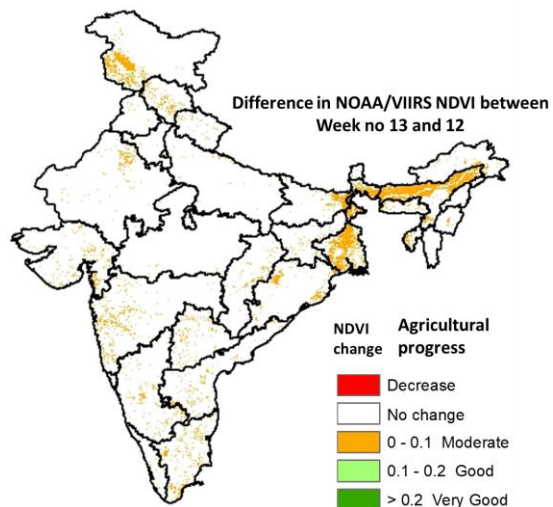 Difference in NOAA/VIIRS NDVI between
Week no 13 and 12
NDVI change
Agricultural progress
Decrease
No change
0 - 0.1 Moderate
0.1 - 0.2 Good
> 0.2 Very Good